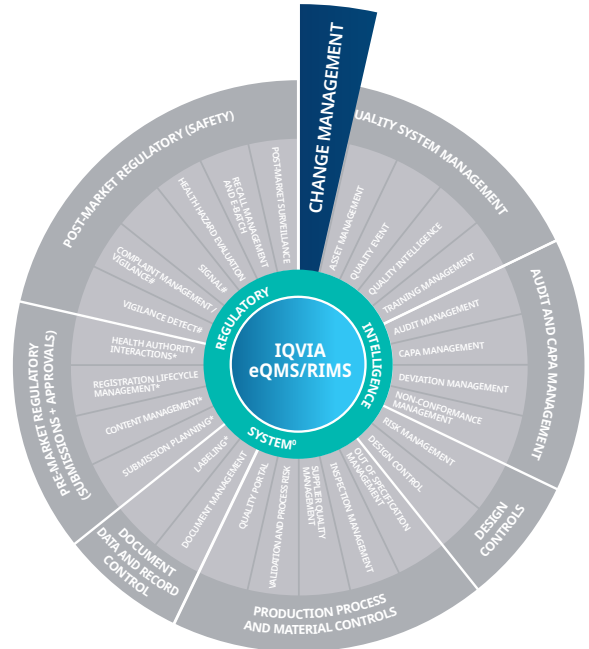 CHANGE MANAGEMENT
UALITY SYSTEM MANAGEMENT
ASSET MANAGEMENT
QUALITY EVENT
QUALITY INTELLIGENCE
TRAINING MANAGEMENT
AUDIT AND CAPA MANAGEMENT
AUDIT MANAGEMENT
CAPA MANAGEMENT
DEVIATION MANAGEMENT
NON-CONFORMANCE
MANAGEMENT
DESIGN
CONTROLS
RISK MANAGEMENT
DESIGN CONTROL
PRODUCTION PROCESS
AND MATERIAL CONTROLS
OUT OF SPECIFICATION
MANAGEMENT
INSPECTION MANAGEMENT
SUPPLIER QUALITY
MANAGEMENT
VALIDATION AND PROCESS RISK
QUALITY PORTAL
DOCUMENT
DATA AND RECORD
CONTROL
DOCUMENT MANAGEMENT
LABELING*
PRE-MARKET REGULATORY
(SUBMISSIONS + APPROVALS)
SUBMISSION PLANNING*
CONTENT MANAGEMENT*
REGISTRATION LIFECYCLE
MANAGEMENT*
HEALTH AUTHORITY
INTERACTIONS*
POST-MARKET REGULATORY (SAFETY)
VIGILANCE DETECT#
COMPLAINT MANAGEMENT /
VIGILANCE#
SIGNAL#
HEALTH HAZARD EVALUATION
RECALL MANAGEMENT
AND E-BATCH
POST-MARKET SURVEILLANCE
REGULATORY
INTELLIGENCE
SYSTEM
IQVIA
eQMS/RIMS